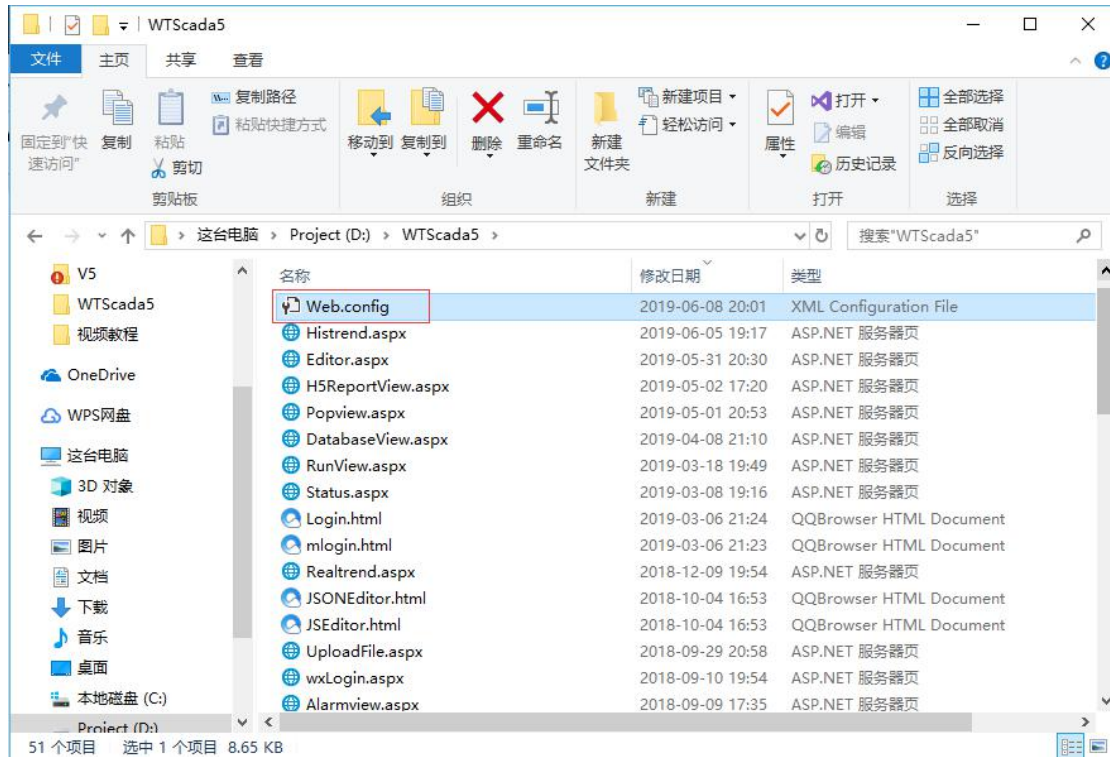 WTScada5
文件 主页 共享 查看
固定到"快速访问" 复制 粘贴 复制路径 粘贴快捷方式 剪切 移动到 复制到 删除 重命名 新建文件夹 新建项目 轻松访问 属性 打开 编辑 历史记录 全部选择 全部取消 反向选择
剪贴板 组织 新建 打开 选择
这台电脑 > Project (D:) > WTScada5 > 搜索"WTScada5"
V5
WTScada5
视频教程
OneDrive
WPS网盘
这台电脑
3D 对象
视频
图片
文档
下载
音乐
桌面
本地磁盘 (C:)
Project (D:)
名称 修改日期 类型
Web.config 2019-06-08 20:01 XML Configuration File
Histrend.aspx 2019-06-05 19:17 ASP.NET 服务器页
Editor.aspx 2019-05-31 20:30 ASP.NET 服务器页
H5ReportView.aspx 2019-05-02 17:20 ASP.NET 服务器页
Popview.aspx 2019-05-01 20:53 ASP.NET 服务器页
DatabaseView.aspx 2019-04-08 21:10 ASP.NET 服务器页
RunView.aspx 2019-03-18 19:49 ASP.NET 服务器页
Status.aspx 2019-03-08 19:16 ASP.NET 服务器页
Login.html 2019-03-06 21:24 QQBrowser HTML Document
mlogin.html 2019-03-06 21:23 QQBrowser HTML Document
Realtrend.aspx 2018-12-09 19:54 ASP.NET 服务器页
JSONEditor.html 2018-10-04 16:53 QQBrowser HTML Document
JSEditor.html 2018-10-04 16:53 QQBrowser HTML Document
UploadFile.aspx 2018-09-29 20:58 ASP.NET 服务器页
wxLogin.aspx 2018-09-10 19:54 ASP.NET 服务器页
Alarmview.aspx 2018-09-09 17:35 ASP.NET 服务器页
51 个项目 选中 1 个项目 8.65 KB